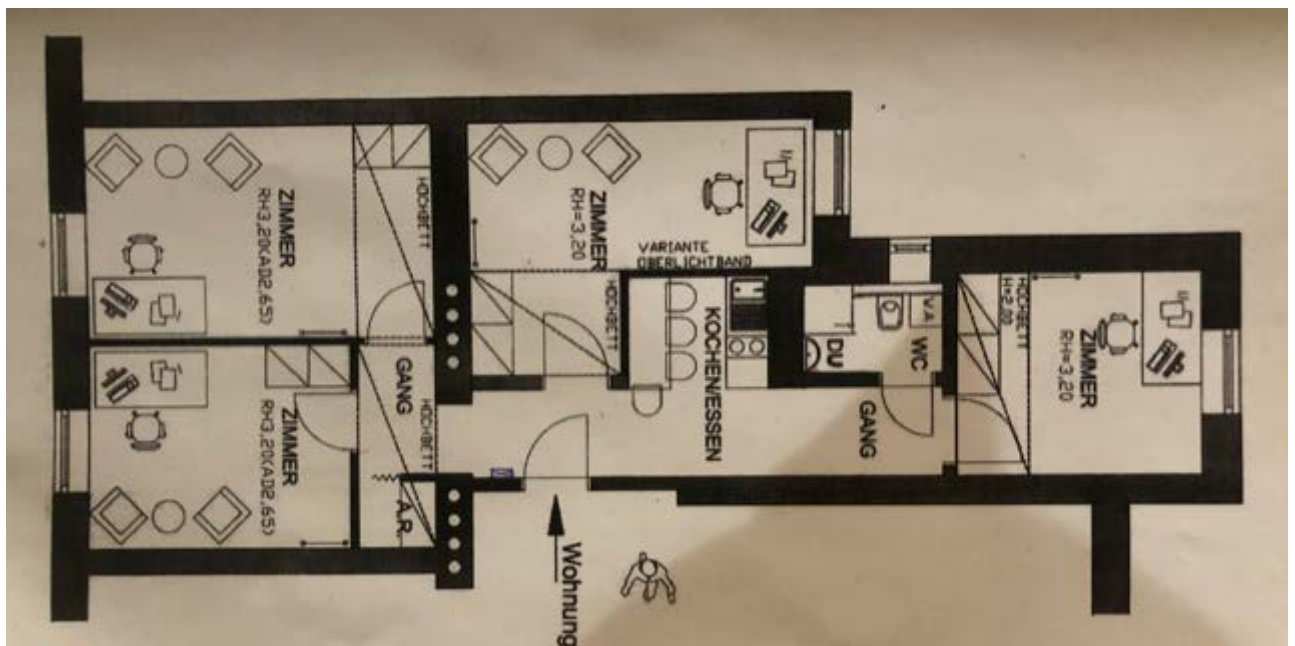 ZIMMER
RH3,20(AD2,65)
HOCHBETT
ZIMMER
RH=3,20
VARIANTE
OBERLICHTBAND
HOCHBETT
KOCHEN/ESSEN
DU
WC
V.A.
HOCHBETT
H=2,00
ZIMMER
RH=3,20
ZIMMER
RH3,20(AD2,65)
GANG
HOCHBETT
A.R.
GANG
Wohnung